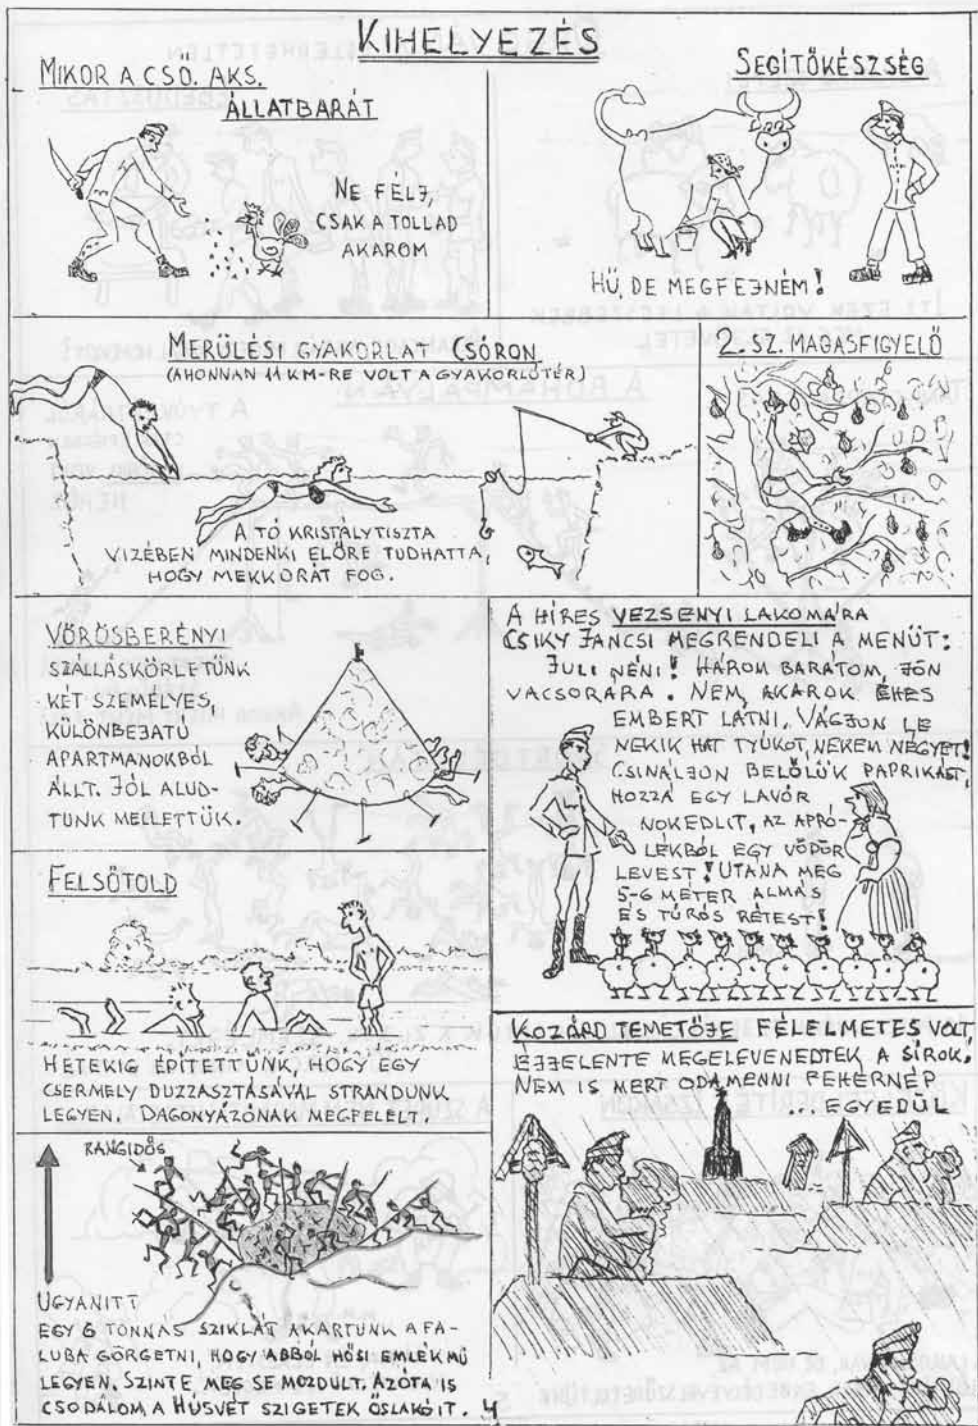 KIHELYEZÉS
MIKOR A CSŐ. AKS.
ÁLLATBARÁT
NE FÉLJ,
CSAK A TOLLAD
AKAROM
SEGÍTŐKÉSZSÉG
HŰ, DE MEGFEJNÉM!
MERÜLÉSI GYAKORLAT CSÓRON
(AHONNAN 11 KM-RE VOLT A GYAKORLÓTÉR)
A TÓ KRISTÁLYTISZTA
VIZÉBEN MINDENKI ELŐRE TUDHATTA,
HOGY MEKKORÁT FOG.
2. SZ. MAGASFIGYELŐ
VÖRÖSBERÉNYI
SZÁLLÁSKÖRLETÜNK
KÉT SZEMÉLYES,
KÜLÖNBEJATÚ
APARTMANOKBÓL
ÁLLT. JÓL ALUD-
TUNK MELLETTÜK.
A HÍRES VEZSENYI LAKOMÁRA
CSIKY JANCSI MEGRENDELI A MENÜT:
JULI NÉNI! HÁROM BARÁTOM JÖN
VACSORÁRA. NEM AKAROK ÉHES
EMBERT LÁTNI. VÁGJON LE
NEKIK HAT TYÚKOT, NEKEM NÉGYET!
CSINÁLJON BELŐLÜK PAPRIKÁST,
HOZZÁ EGY LAVÓR
NOKEDLIT, AZ APRÓ-
LÉKBÓL EGY VÖDÖR
LEVEST! UTÁNA MEG
5-6 MÉTER ALMÁS
ÉS TÚRÓS RÉTEST!
FELSŐTOLD
HETEKIG ÉPÍTETTÜNK, HOGY EGY
CSERMELY DUZZASZTÁSÁVAL STRANDUNK
LEGYEN. DAGONYÁZÓNAK MEGFELELT.
KOZÁRD TEMETŐJE FÉLELMETES VOLT,
ÉJJELENTE MEGELEVENEDTEK A SÍROK.
NEM IS MERT ODAMENNI FEHÉRNÉP
...EGYEDÜL
RANGIDŐS
UGYANITT
EGY 6 TONNÁS SZIKLÁT AKARTUNK A FA-
LUBA GÖRGETNI, HOGY ABBÓL HŐSI EMLÉKMŰ
LEGYEN. SZINTE MEG SE MOZDULT. AZÓTA IS
CSODÁLOM A HÚSVÉT SZIGETEK ŐSLAKÓIT. 4